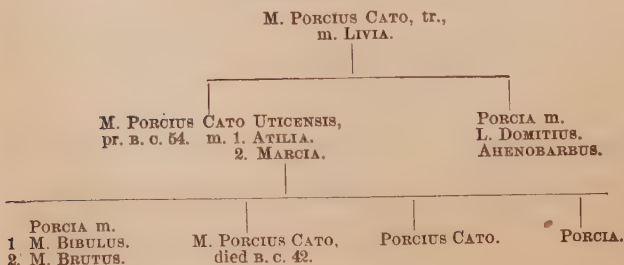 M. PORCIUS CATO, tr.,
m. LIVIA.
M. PORCIUS CATO UTICENSIS,
pr. B. C. 54. m. 1. ATILIA.
2. MARCIA.
PORCIA m.
L. DOMITIUS.
AHENOBARBUS.
PORCIA m.
1 M. BIBULUS.
2. M. BRUTUS.
M. PORCIUS CATO,
died B. C. 42.
PORCIUS CATO.
PORCIA.